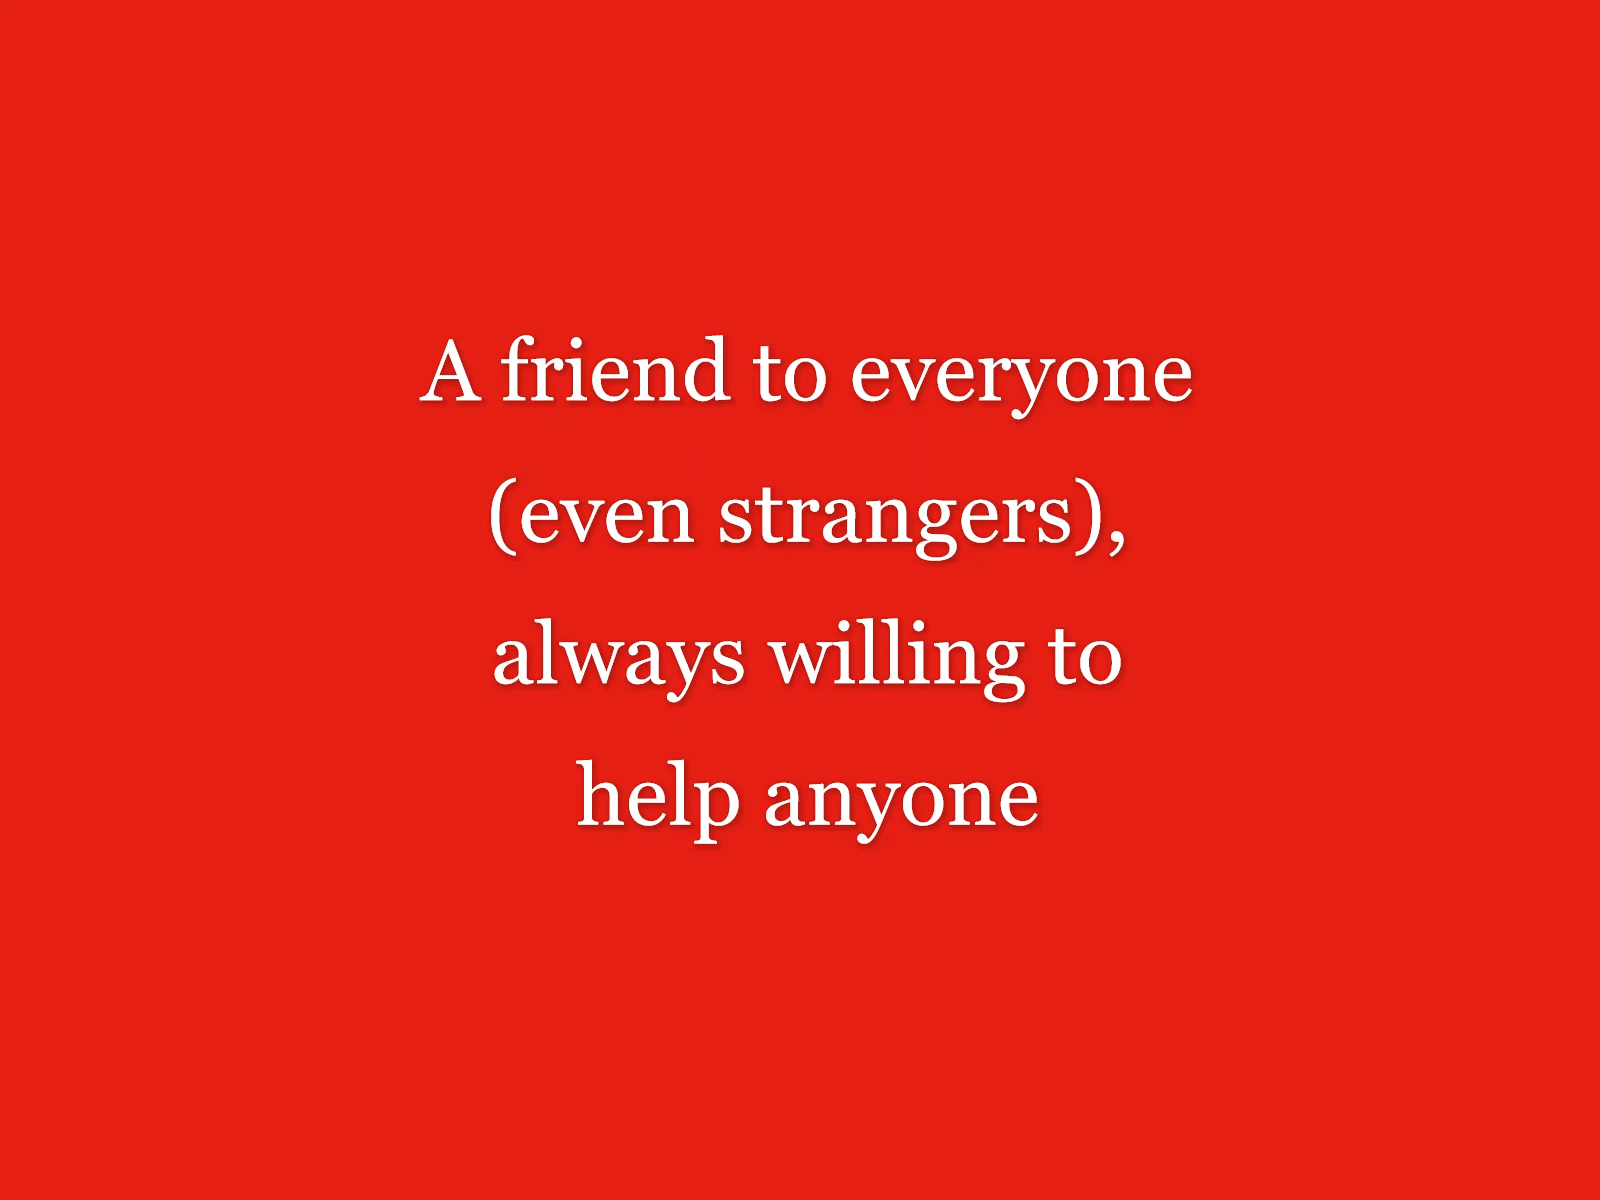 A friend to everyone
(even strangers),
always willing to
help anyone